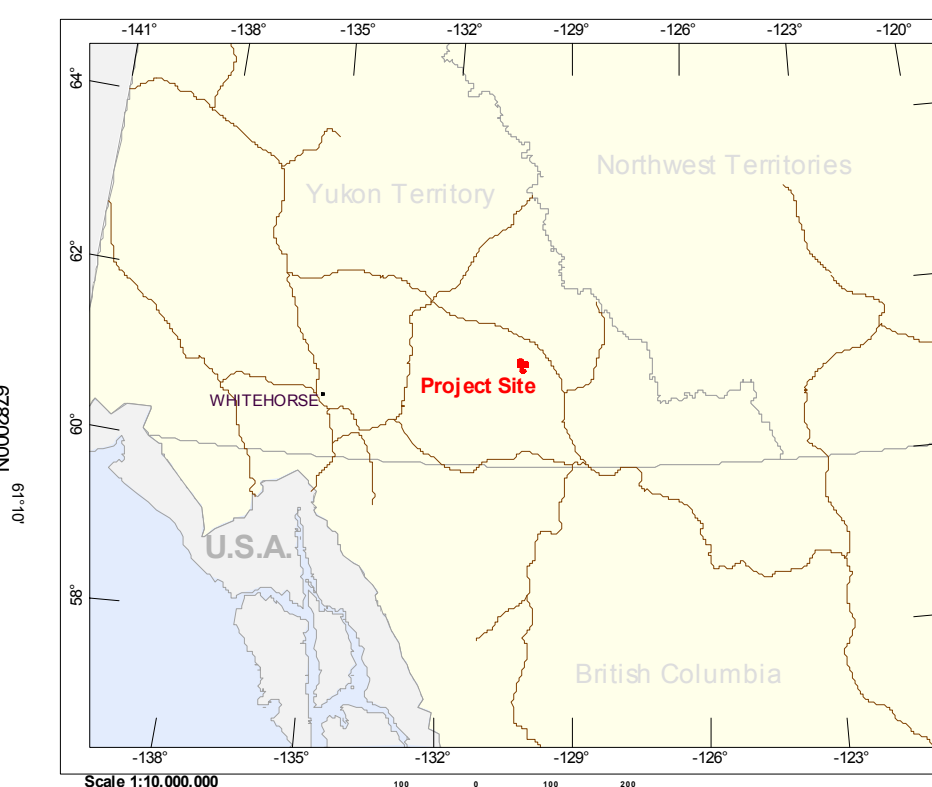 -141° -138° -135° -132° -129° -126° -123° -120°
64°
Northwest Territories
Yukon Territory
62°
Project Site
WHITEHORSE
60°
61°10'
U.S.A.
58°
British Columbia
-138° -135° -132° -129° -126° -123°
Scale 1:10,000,000
100 0 100 200